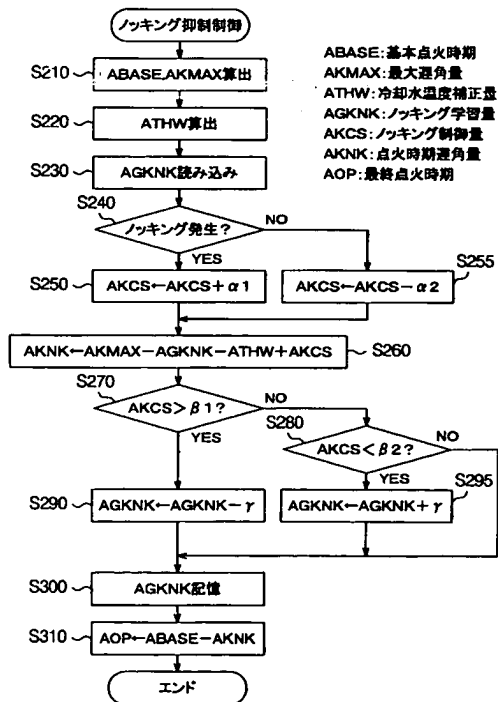 ノッキング抑制制御
ABASE:基本点火時期
AKMAX:最大遅角量
ATHW:冷却水温度補正量
AGKNK:ノッキング学習量
AKCS:ノッキング制御量
AKNK:点火時期遅角量
AOP:最終点火時期
S210
ABASE,AKMAX算出
S220
ATHW算出
S230
AGKNK読み込み
S240
ノッキング発生?
NO
YES
S250
AKCS←AKCS+α1
S255
AKCS←AKCS-α2
S260
AKNK←AKMAX-AGKNK-ATHW+AKCS
S270
AKCS>β1?
NO
YES
S280
AKCS<β2?
NO
YES
S290
AGKNK←AGKNK-γ
S295
AGKNK←AGKNK+γ
S300
AGKNK記憶
S310
AOP←ABASE-AKNK
エンド